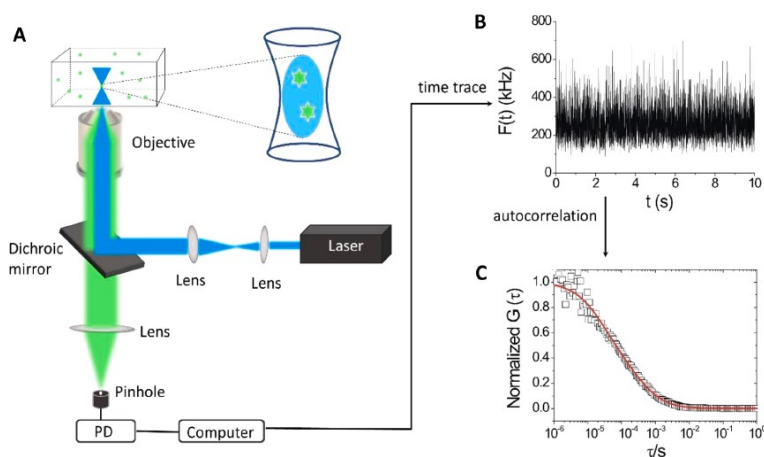 A
Objective
Dichroic
mirror
Lens
Lens
Laser
Lens
Pinhole
PD
Computer
time trace
B
F(t) (kHz)
800
600
400
200
0
0 2 4 6 8 10
t (s)
autocorrelation
C
Normalized G (τ)
1.0
0.8
0.6
0.4
0.2
0.0
10⁻⁶ 10⁻⁵ 10⁻⁴ 10⁻³ 10⁻² 10⁻¹ 10⁰
τ/s